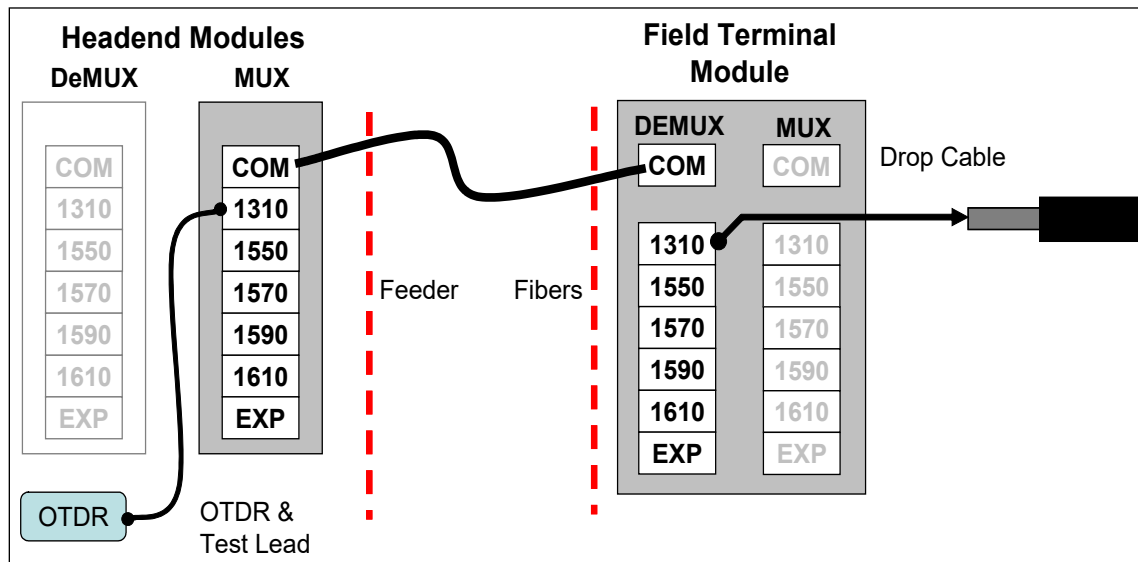 Headend Modules
DeMUX
MUX
COM
1310
1550
1570
1590
1610
EXP
COM
1310
1550
1570
1590
1610
EXP
OTDR
OTDR &
Test Lead
Feeder
Fibers
Field Terminal
Module
DEMUX
MUX
COM
1310
1550
1570
1590
1610
EXP
COM
1310
1550
1570
1590
1610
EXP
Drop Cable